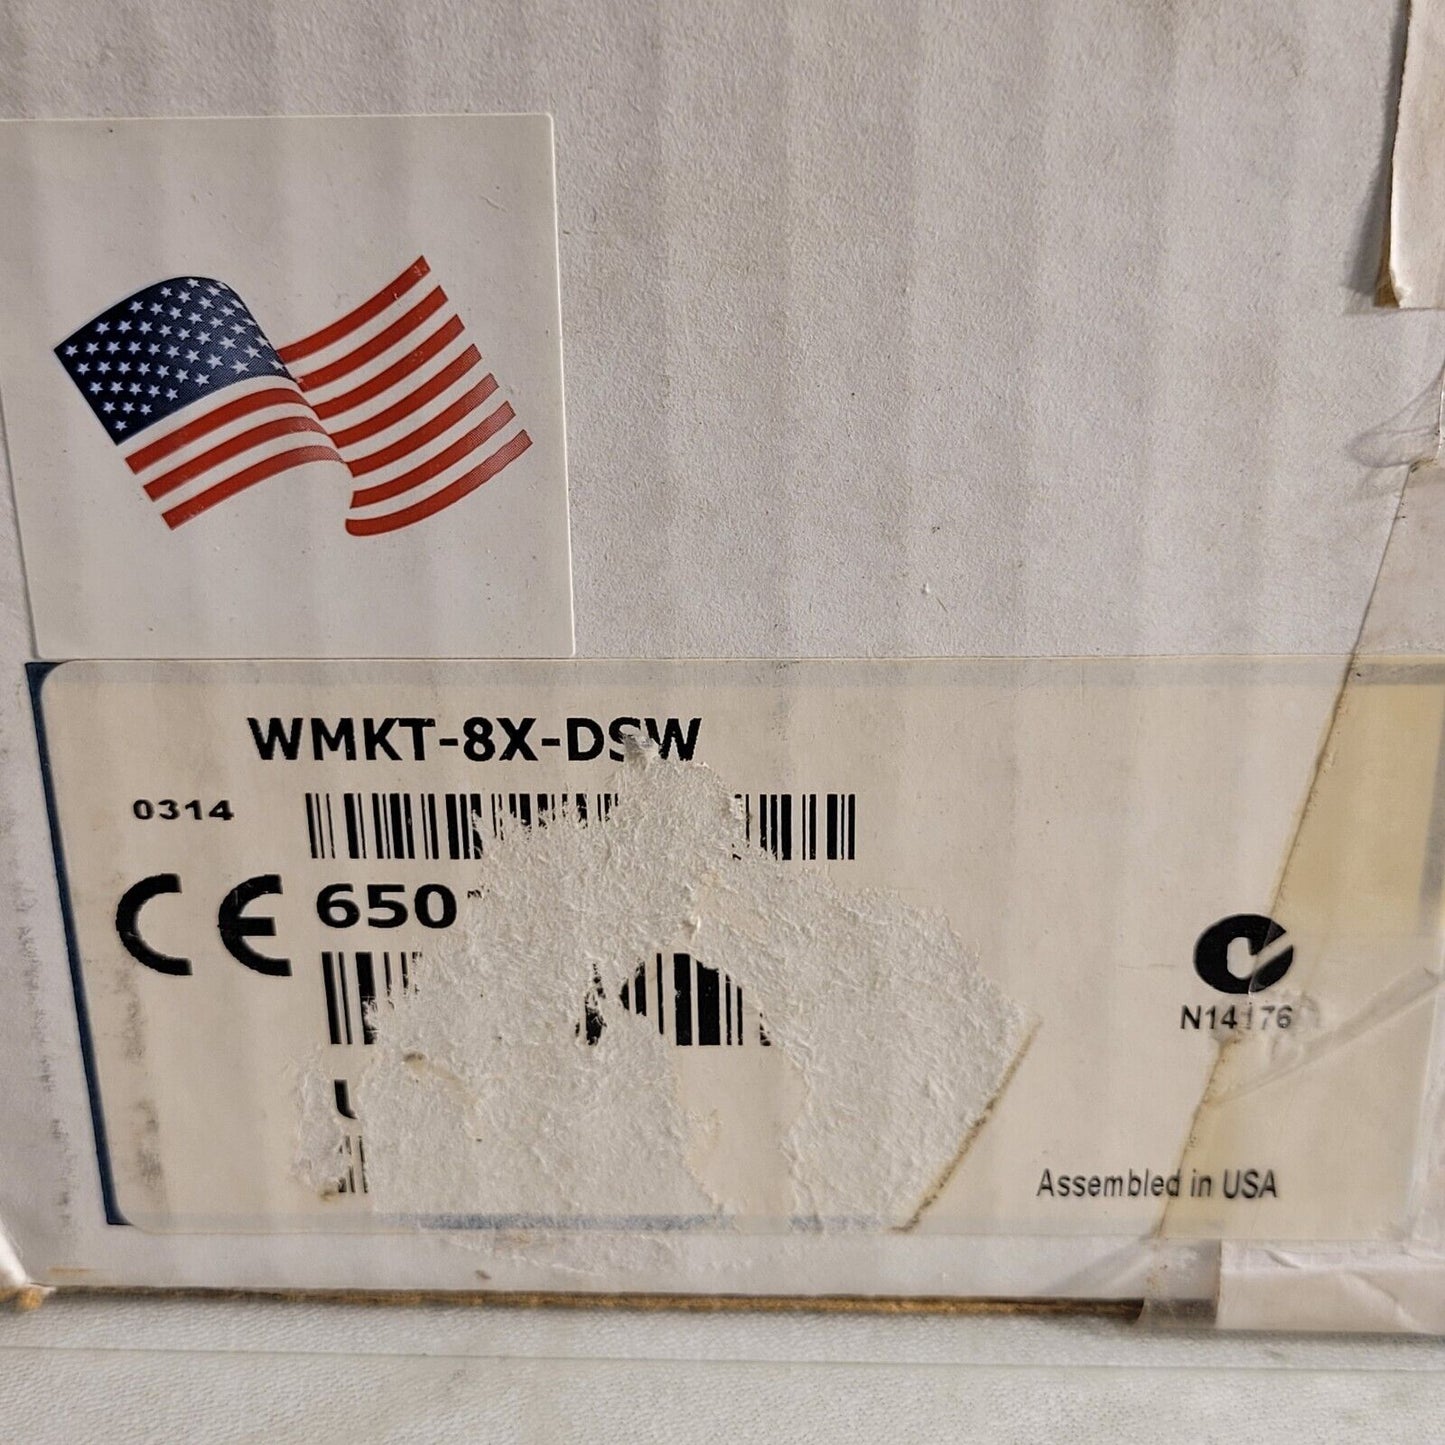 WMKT-8X-DSW
0314
CE 650
N14176
Assembled in USA